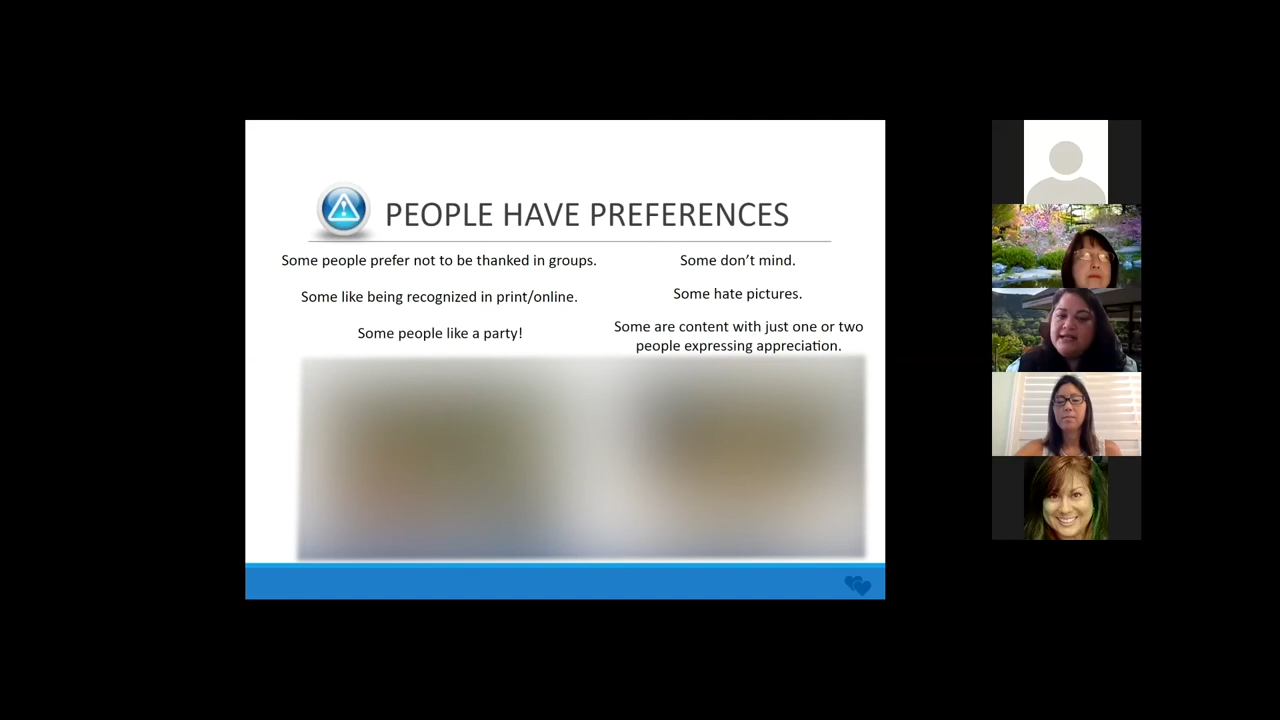 PEOPLE HAVE PREFERENCES
Some people prefer not to be thanked in groups.
Some like being recognized in print/online.
Some people like a party!
Some don’t mind.
Some hate pictures.
Some are content with just one or two
people expressing appreciation.